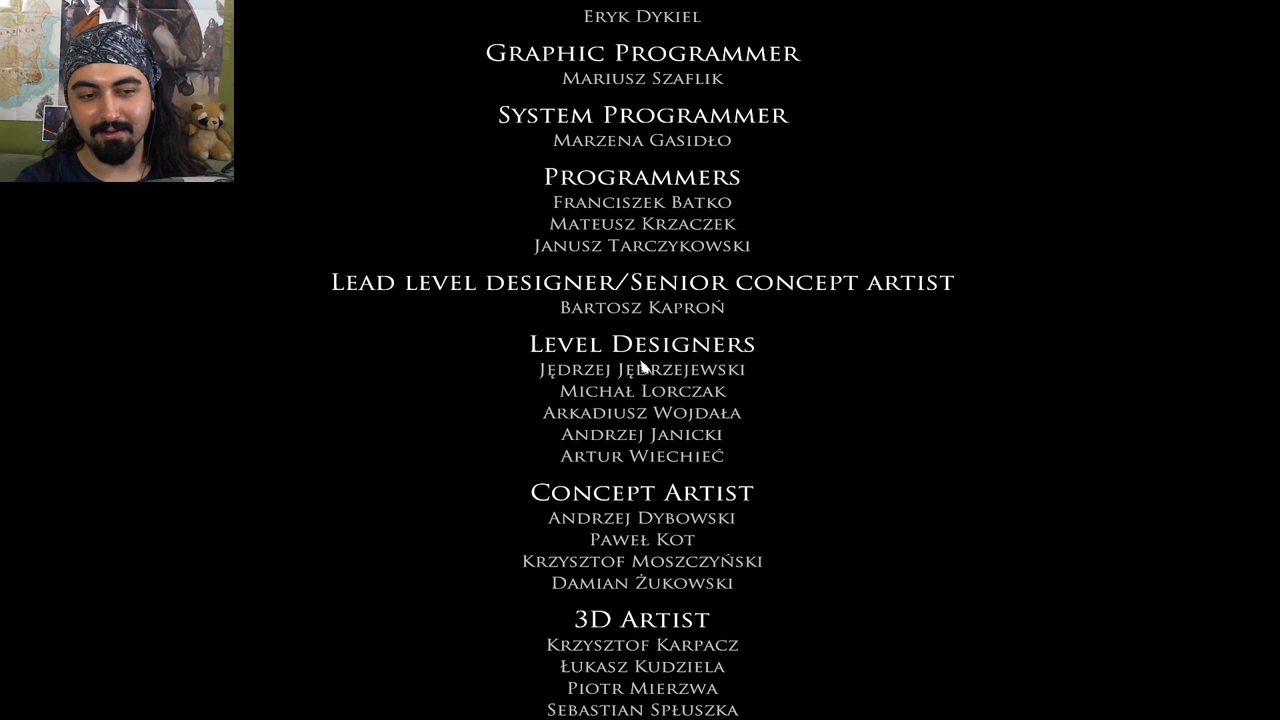 Eryk Dykiel
Graphic Programmer
Mariusz Szaflik
System Programmer
Marzena Gasidło
Programmers
Franciszek Batko
Mateusz Krzaczek
Janusz Tarczykowski
Lead level designer/Senior concept artist
Bartosz Kaproń
Level Designers
Jędrzej Jędrzejewski
Michał Lorczak
Arkadiusz Wojdała
Andrzej Janicki
Artur Wiechieć
Concept Artist
Andrzej Dybowski
Paweł Kot
Krzysztof Moszczyński
Damian Żukowski
3D Artist
Krzysztof Karpacz
Łukasz Kudziela
Piotr Mierzwa
Sebastian Spłuszka